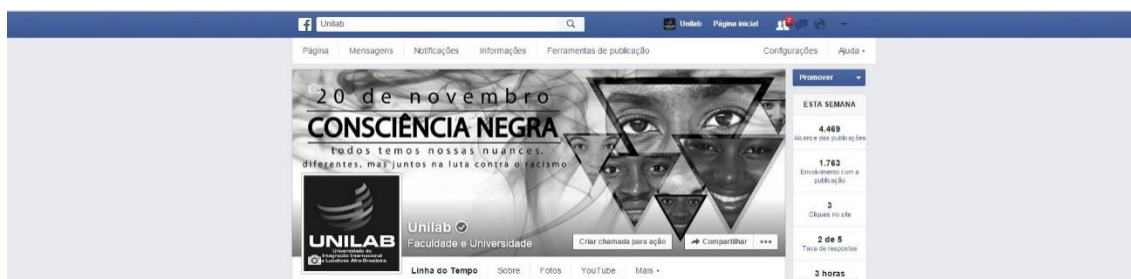 Unilab
Unilab Página inicial
2
Página Mensagens Notificações Informações Ferramentas de publicação Configurações Ajuda
Promover
20 de novembro
CONSCIÊNCIA NEGRA
todos temos nossas nuances.
diferentes, mas juntos na luta contra o racismo
UNILAB
Universidade da
Integração Internacional
da Lusofonia Afro-Brasileira
Unilab
Faculdade e Universidade
Criar chamada para ação Compartilhar
Linha do Tempo Sobre Fotos YouTube Mais
ESTA SEMANA
4.469
Alcance das publicações
1.763
Envolvimento com a
publicação
3
Cliques no site
2 de 5
Taxa de respostas
3 horas